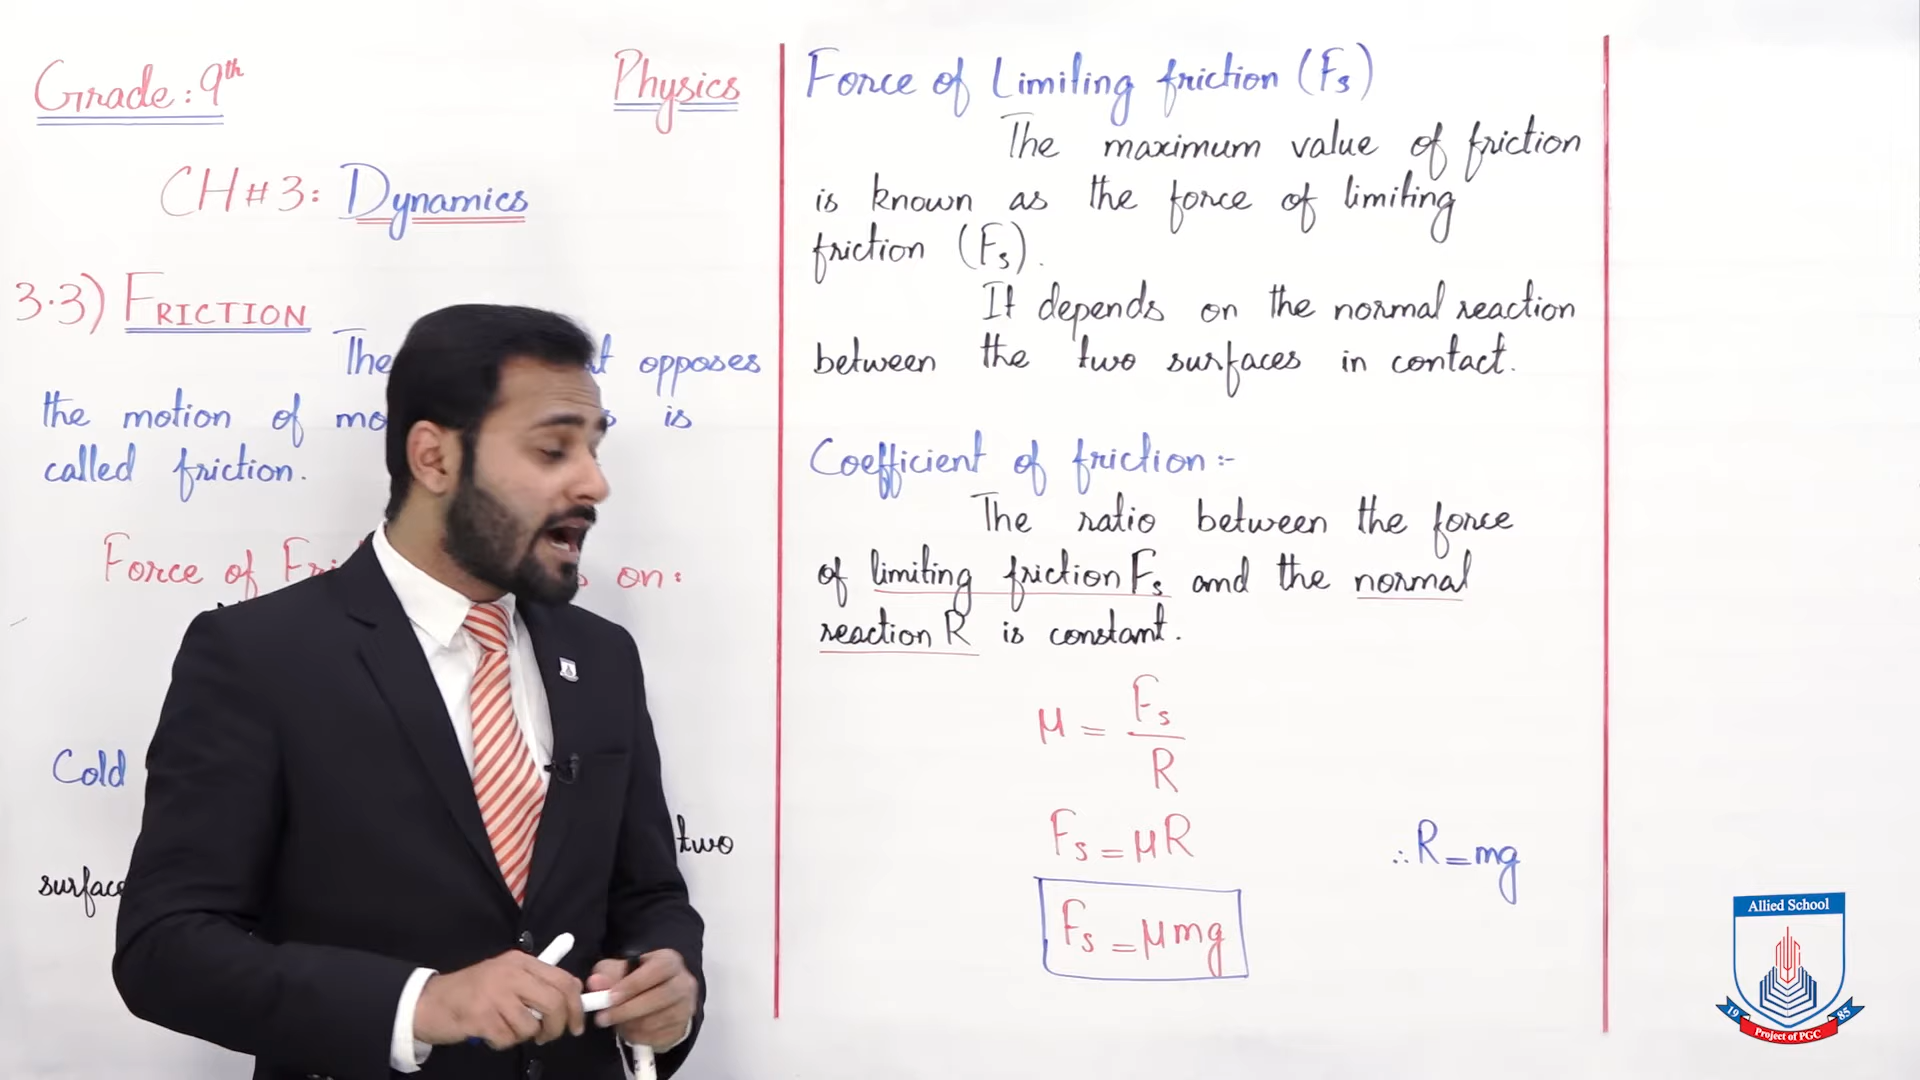 Grade: 9th
Physics
CH # 3: Dynamics
3.3) FRICTION
The opposes
the motion of is
called friction.
Force of on:
Cold
two
Force of Limiting friction (Fs)
The maximum value of friction
is known as the force of limiting
friction (Fs).
It depends on the normal reaction
between the two surfaces in contact.
Coefficient of friction:-
The ratio between the force
of limiting friction Fs and the normal
reaction R is constant.
μ = Fs / R
Fs = μR
∴ R = mg
Fs = μmg
Allied School
19 85
Project of PGC